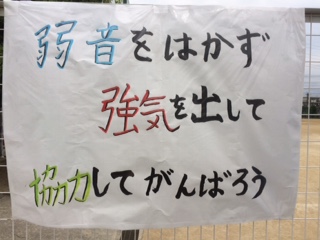 弱音をはかず
強気を出して
協力してがんばろう